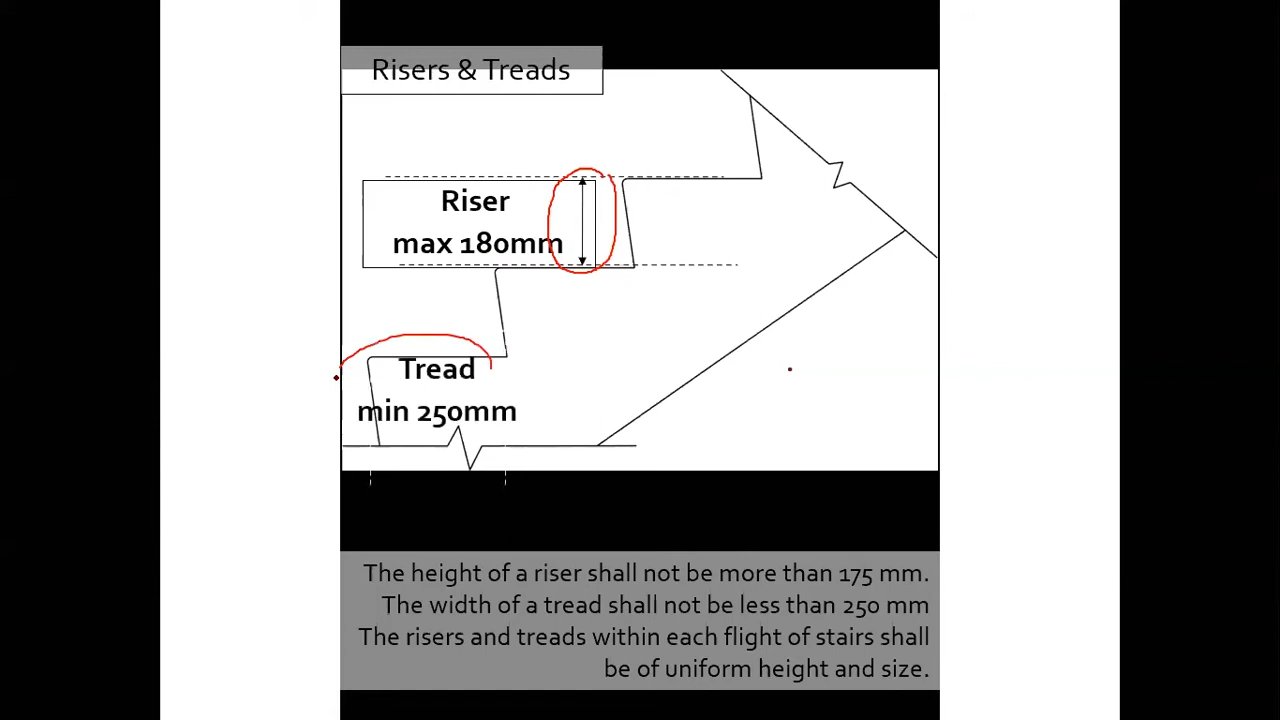 Risers & Treads
Riser
max 180mm
Tread
min 250mm
The height of a riser shall not be more than 175 mm.
The width of a tread shall not be less than 250 mm
The risers and treads within each flight of stairs shall
be of uniform height and size.